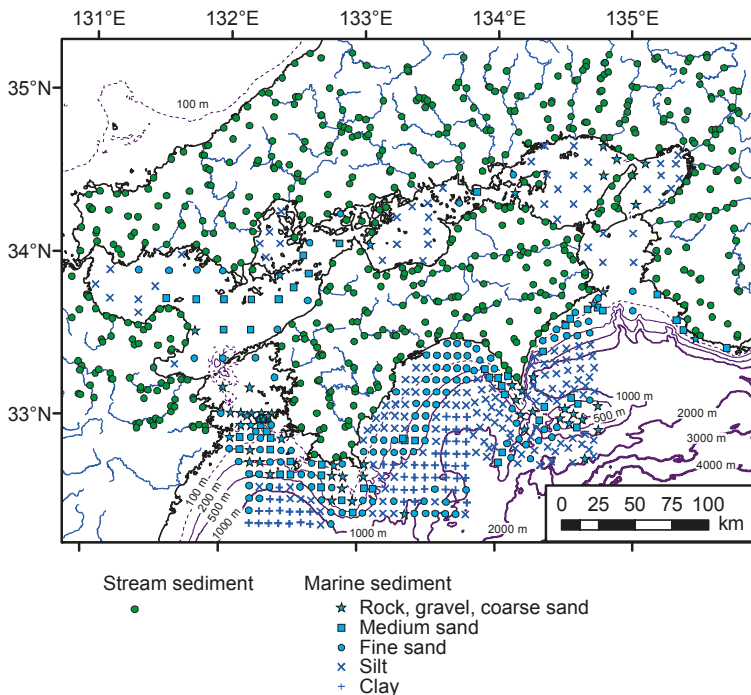 131°E 132°E 133°E 134°E 135°E
35°N
100 m
34°N
33°N
1000 m
500 m
2000 m
3000 m
4000 m
100 m
200 m
500 m
1000 m
1000 m
2000 m
0 25 50 75 100
km
Stream sediment
Marine sediment
Rock, gravel, coarse sand
Medium sand
Fine sand
Silt
Clay